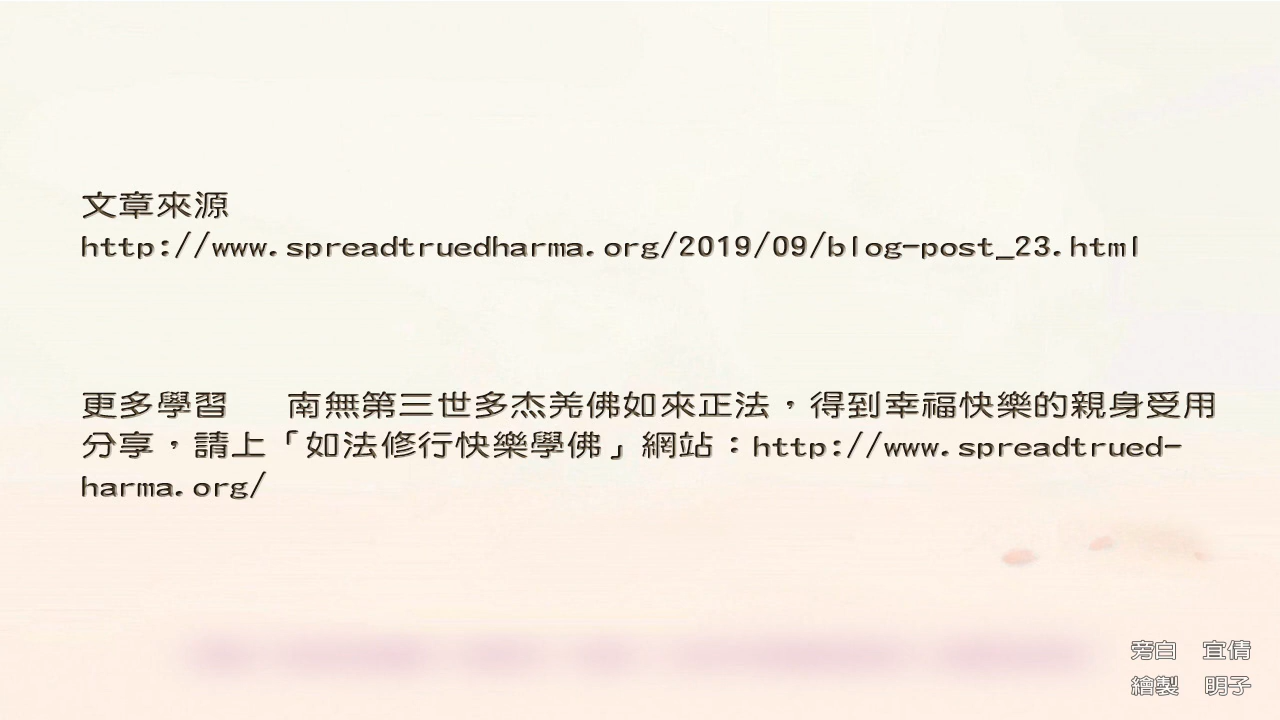 文章來源
http://www.spreadtruedharma.org/2019/09/blog-post_23.html
更多學習　南無第三世多杰羌佛如來正法，得到幸福快樂的親身受用
分享，請上「如法修行快樂學佛」網站：http://www.spreadtrued-
harma.org/
旁白　宜倩
繪製　明子